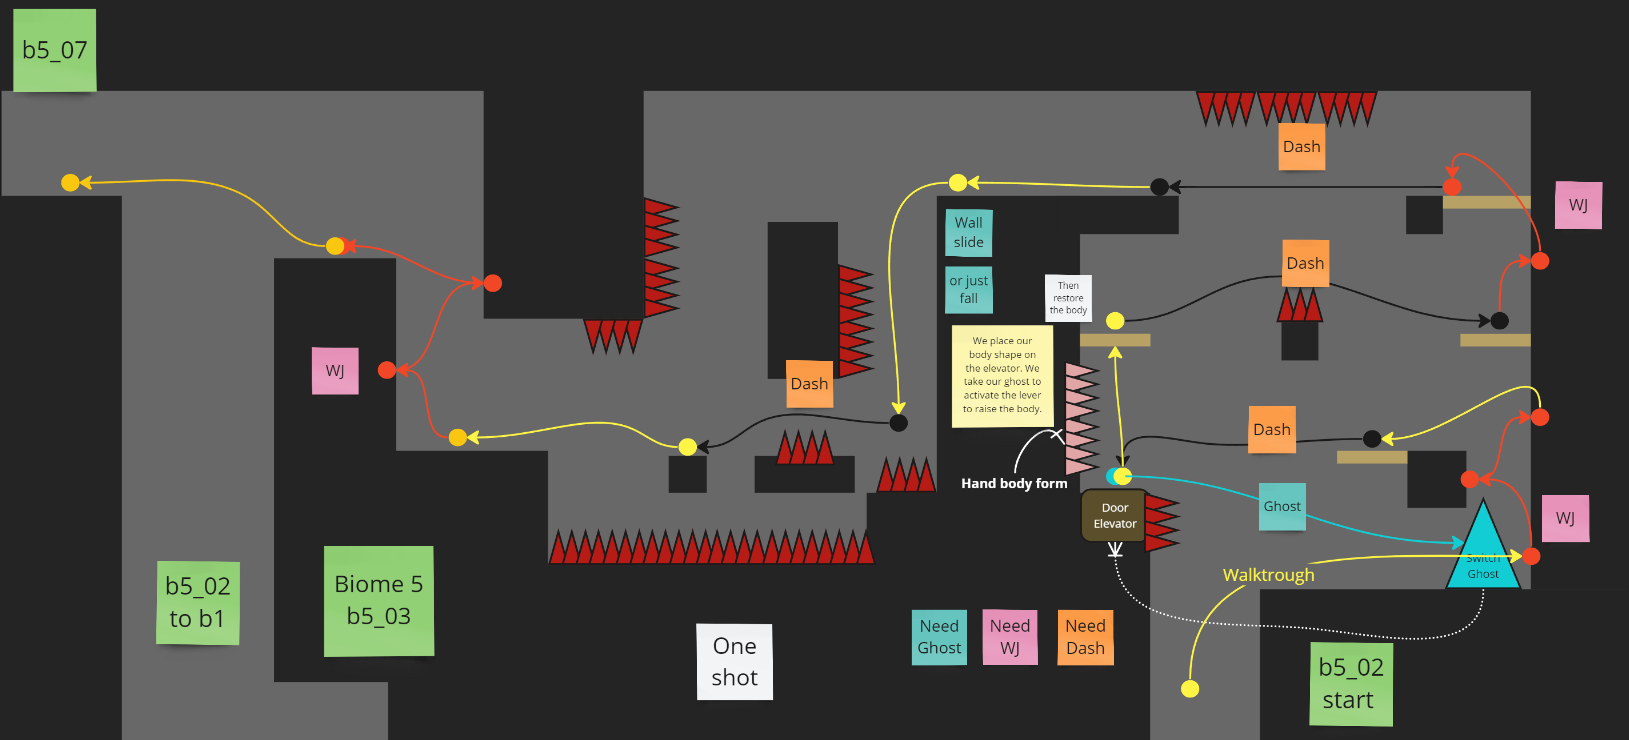 b5_07
Dash
WJ
Wall
slide
or just
fall
Dash
Then
restore
the body
We place our
body shape on
the elevator. We
take our ghost to
activate the lever
to raise the body.
WJ
Dash
Dash
Hand body form
Door
Elevator
Ghost
WJ
Switch
Ghost
Walktrough
b5_02
to b1
Biome 5
b5_03
One
shot
Need
Ghost
Need
WJ
Need
Dash
b5_02
start